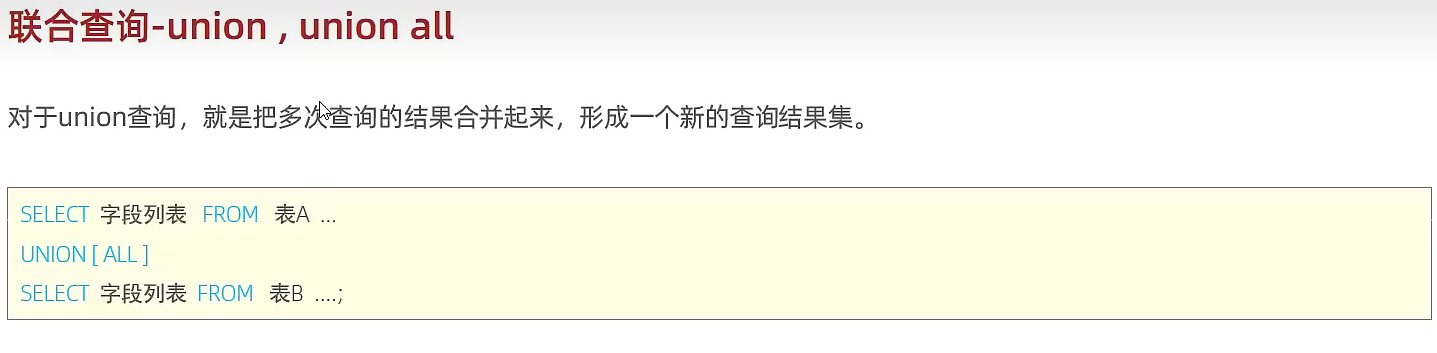 联合查询-union , union all
对于union查询，就是把多次查询的结果合并起来，形成一个新的查询结果集。
SELECT 字段列表 FROM 表A ...
UNION [ ALL ]
SELECT 字段列表 FROM 表B ....;